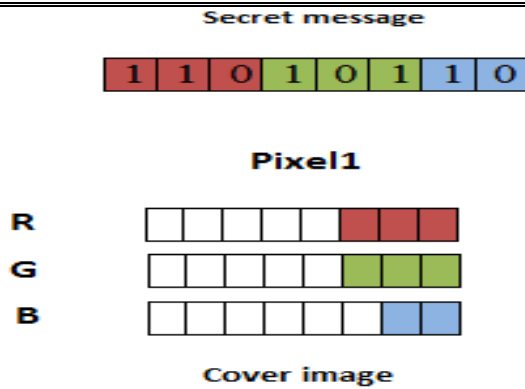 Secret message
1 1 0 1 0 1 1 0
Pixel1
R
G
B
Cover image